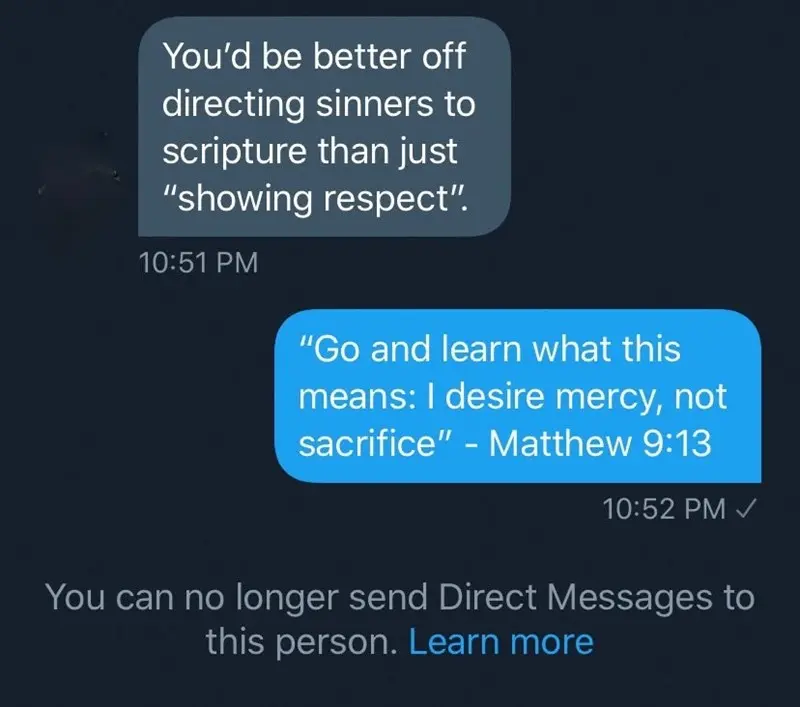 You’d be better off
directing sinners to
scripture than just
“showing respect”.
10:51 PM
“Go and learn what this
means: I desire mercy, not
sacrifice” - Matthew 9:13
10:52 PM ✓
You can no longer send Direct Messages to
this person. Learn more